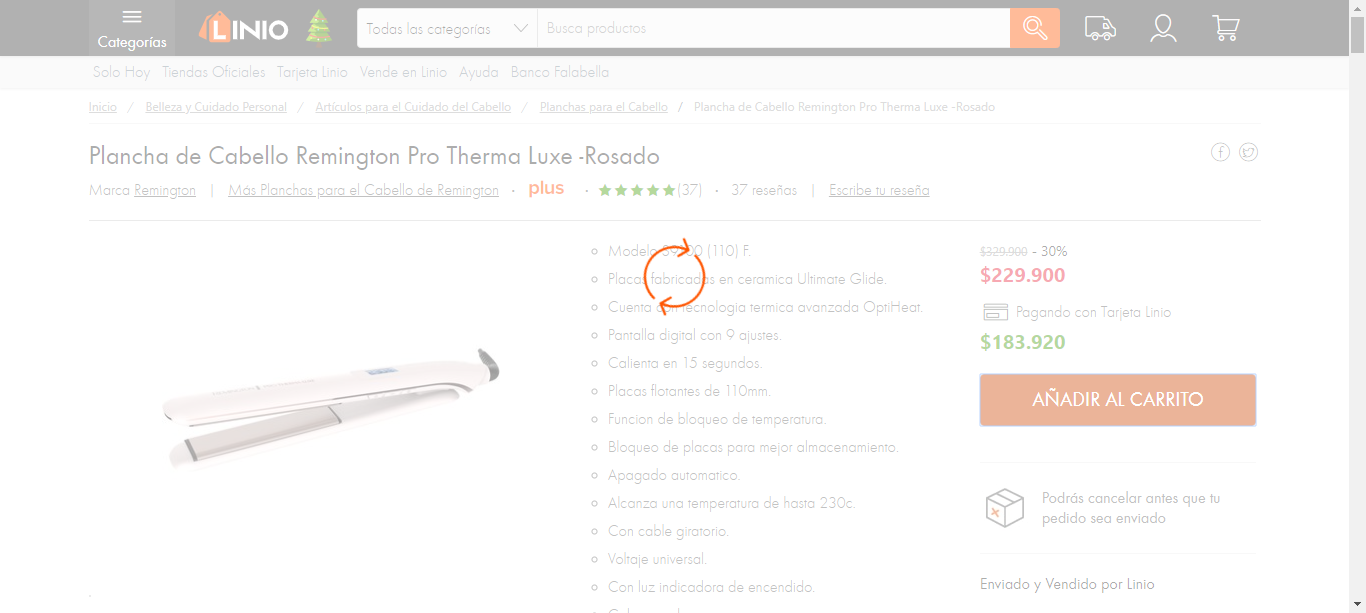 Categorías
LINIO
Todas las categorías
Busca productos
Solo Hoy Tiendas Oficiales Tarjeta Linio Vende en Linio Ayuda Banco Falabella
Inicio / Belleza y Cuidado Personal / Artículos para el Cuidado del Cabello / Planchas para el Cabello / Plancha de Cabello Remington Pro Therma Luxe -Rosado
Plancha de Cabello Remington Pro Therma Luxe -Rosado
Marca Remington | Más Planchas para el Cabello de Remington · plus · (37) · 37 reseñas | Escribe tu reseña
Modelo (110) F.
Placas fabricadas en ceramica Ultimate Glide.
Cuenta con tecnologia termica avanzada OptiHeat.
Pantalla digital con 9 ajustes.
Calienta en 15 segundos.
Placas flotantes de 110mm.
Funcion de bloqueo de temperatura.
Bloqueo de placas para mejor almacenamiento.
Apagado automatico.
Alcanza una temperatura de hasta 230c.
Con cable giratorio.
Voltaje universal.
Con luz indicadora de encendido.
$329.900 - 30%
$229.900
Pagando con Tarjeta Linio
$183.920
AÑADIR AL CARRITO
Podrás cancelar antes que tu
pedido sea enviado
Enviado y Vendido por Linio